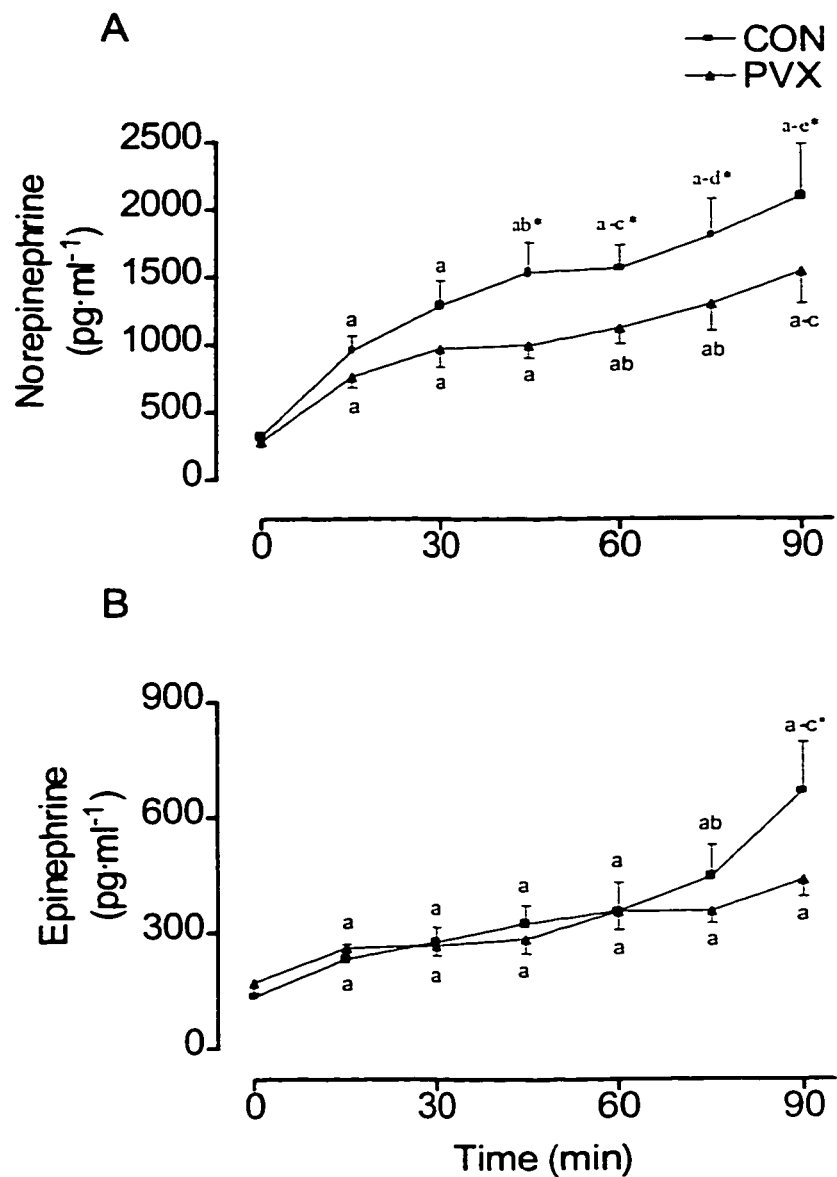 A
CON
PVX
2500
2000
1500
1000
500
0
Norepinephrine
(pg·ml⁻¹)
a
a
ab*
a-c*
a-d*
a-e*
a
a
a
ab
ab
a-c
0 30 60 90
B
900
600
300
0
Epinephrine
(pg·ml⁻¹)
a
a
a
a
ab
a-c*
a
a
a
a
a
a
0 30 60 90
Time (min)